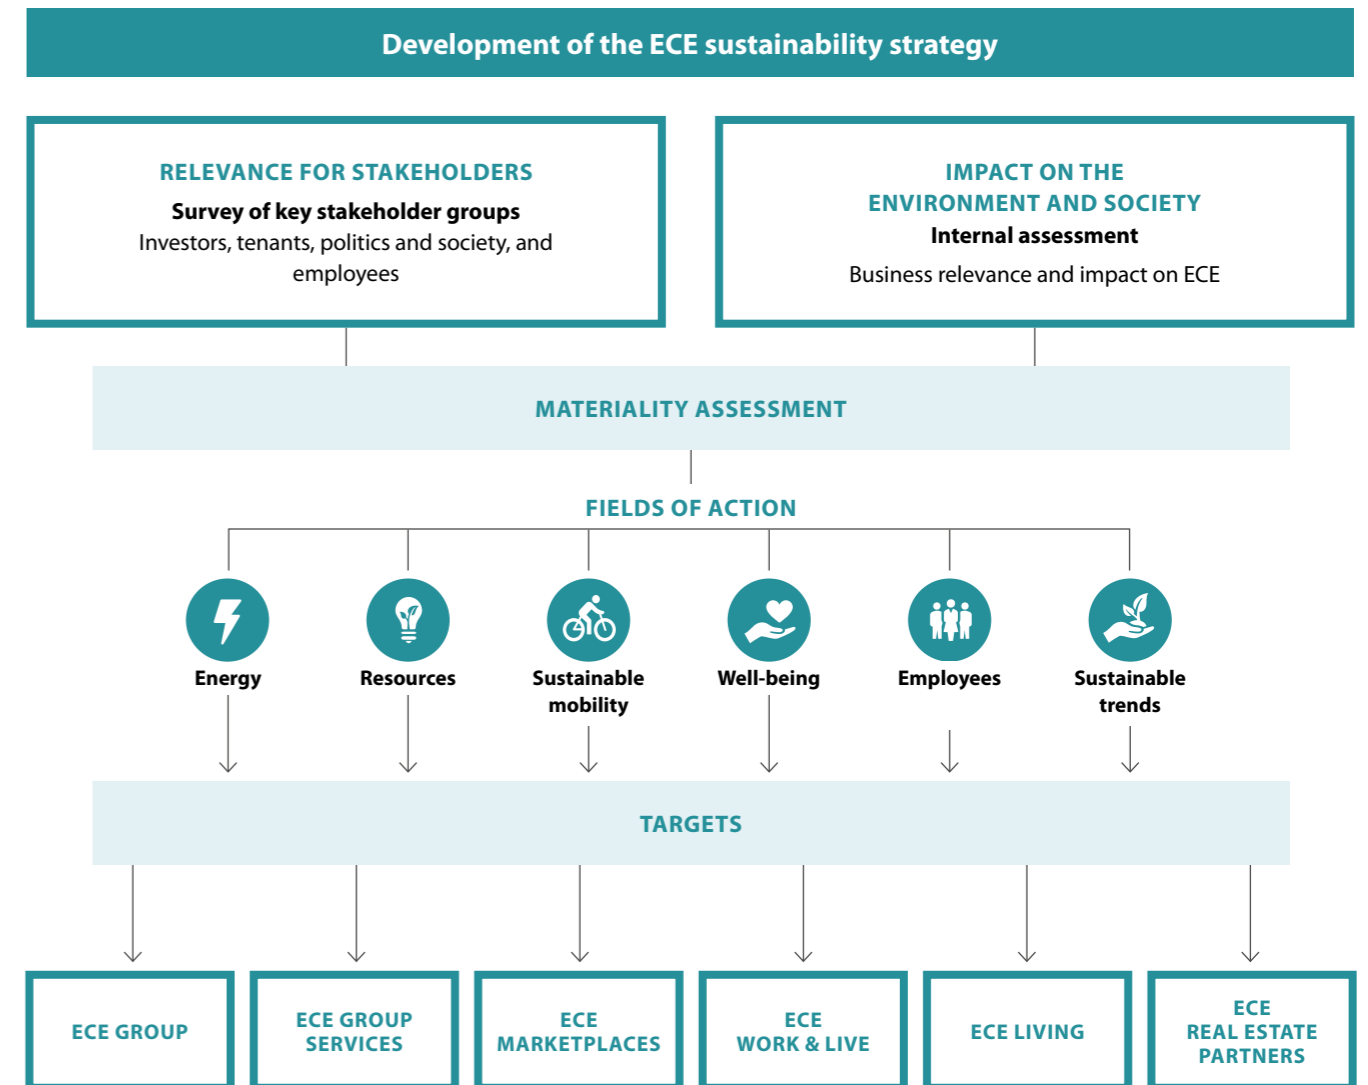 Development of the ECE sustainability strategy
RELEVANCE FOR STAKEHOLDERS
Survey of key stakeholder groups
Investors, tenants, politics and society, and
employees
IMPACT ON THE
ENVIRONMENT AND SOCIETY
Internal assessment
Business relevance and impact on ECE
MATERIALITY ASSESSMENT
FIELDS OF ACTION
Energy
Resources
Sustainable
mobility
Well-being
Employees
Sustainable
trends
TARGETS
ECE GROUP
ECE GROUP
SERVICES
ECE
MARKETPLACES
ECE
WORK & LIVE
ECE LIVING
ECE
REAL ESTATE
PARTNERS